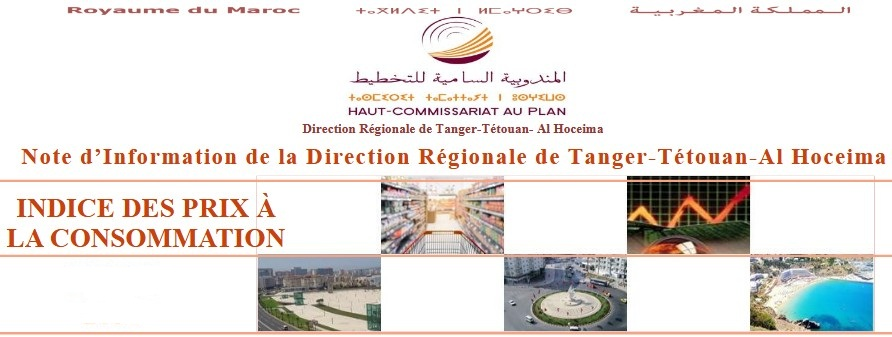 Royaume du Maroc ⵜⴰⴳⵍⴷⵉⵜ ⵏ ⵍⵎⵖⵔⵉⴱ المملكة المغربية
المندوبية السامية للتخطيط
HAUT-COMMISSARIAT AU PLAN
Direction Régionale de Tanger-Tétouan- Al Hoceima
Note d’Information de la Direction Régionale de Tanger-Tétouan-Al Hoceima
INDICE DES PRIX À
LA CONSOMMATION